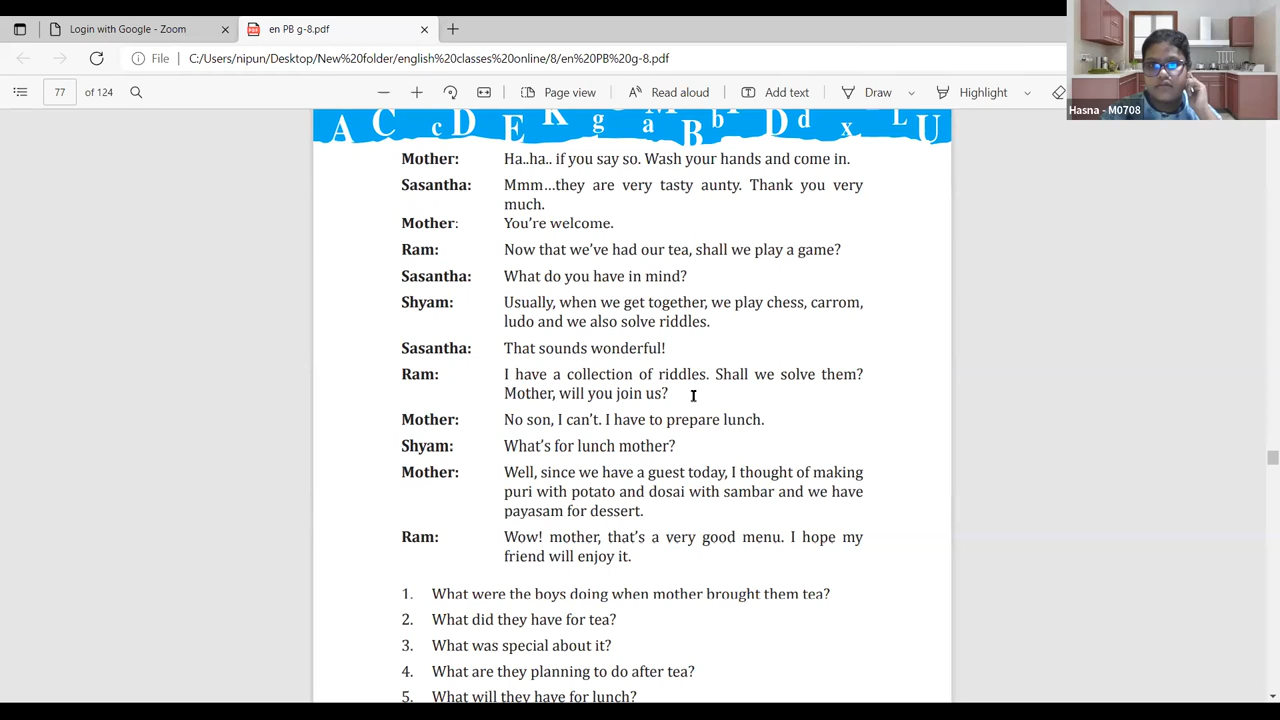 Login with Google - Zoom
en PB g-8.pdf
File
C:/Users/nipun/Desktop/New%20folder/english%20classes%20online/8/en%20PB%20g-8.pdf
77 of 124
Page view
Read aloud
Add text
Draw
Highlight
Hasna - M0708
A C c D E K g a M B b D d x L U
Mother: Ha..ha.. if you say so. Wash your hands and come in.
Sasantha: Mmm...they are very tasty aunty. Thank you very
much.
Mother: You're welcome.
Ram: Now that we've had our tea, shall we play a game?
Sasantha: What do you have in mind?
Shyam: Usually, when we get together, we play chess, carrom,
ludo and we also solve riddles.
Sasantha: That sounds wonderful!
Ram: I have a collection of riddles. Shall we solve them?
Mother, will you join us?
Mother: No son, I can't. I have to prepare lunch.
Shyam: What's for lunch mother?
Mother: Well, since we have a guest today, I thought of making
puri with potato and dosai with sambar and we have
payasam for dessert.
Ram: Wow! mother, that's a very good menu. I hope my
friend will enjoy it.
1. What were the boys doing when mother brought them tea?
2. What did they have for tea?
3. What was special about it?
4. What are they planning to do after tea?
5. What will they have for lunch?